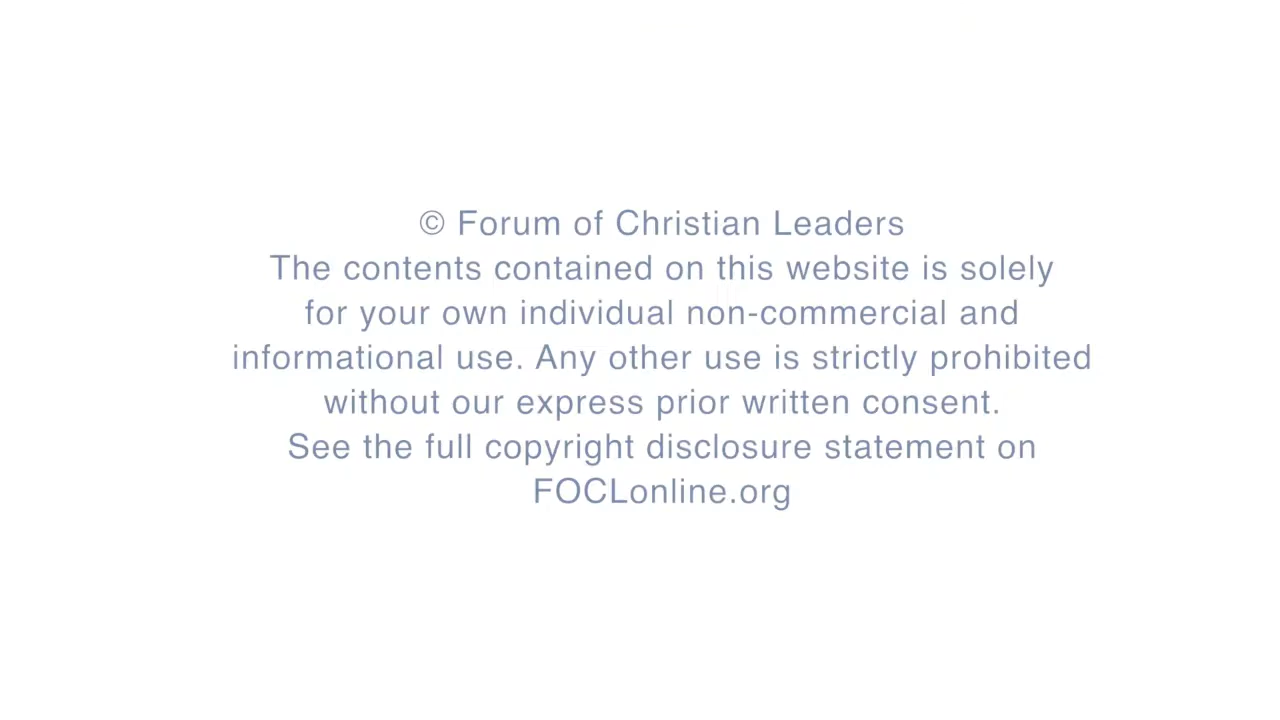 © Forum of Christian Leaders
The contents contained on this website is solely
for your own individual non-commercial and
informational use. Any other use is strictly prohibited
without our express prior written consent.
See the full copyright disclosure statement on
FOCLonline.org